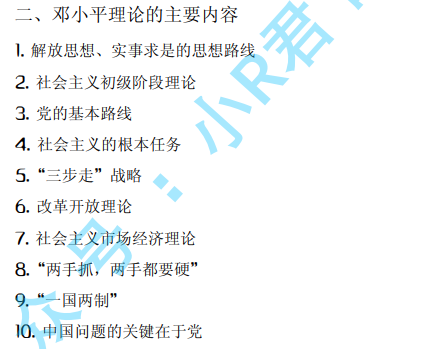 二、邓小平理论的主要内容
1. 解放思想、实事求是的思想路线
2. 社会主义初级阶段理论
3. 党的基本路线
4. 社会主义的根本任务
5.“三步走”战略
6. 改革开放理论
7. 社会主义市场经济理论
8.“两手抓，两手都要硬”
9.“一国两制”
10. 中国问题的关键在于党
众号：小R君